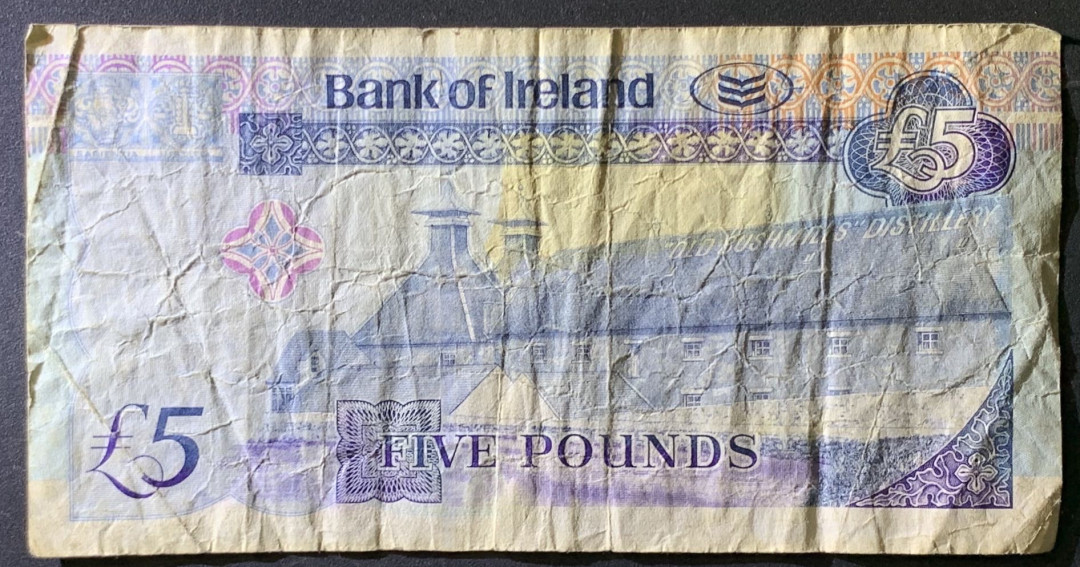 Bank of Ireland
£5
"OLD BUSHMILLS" DISTILLERY
£5
FIVE POUNDS